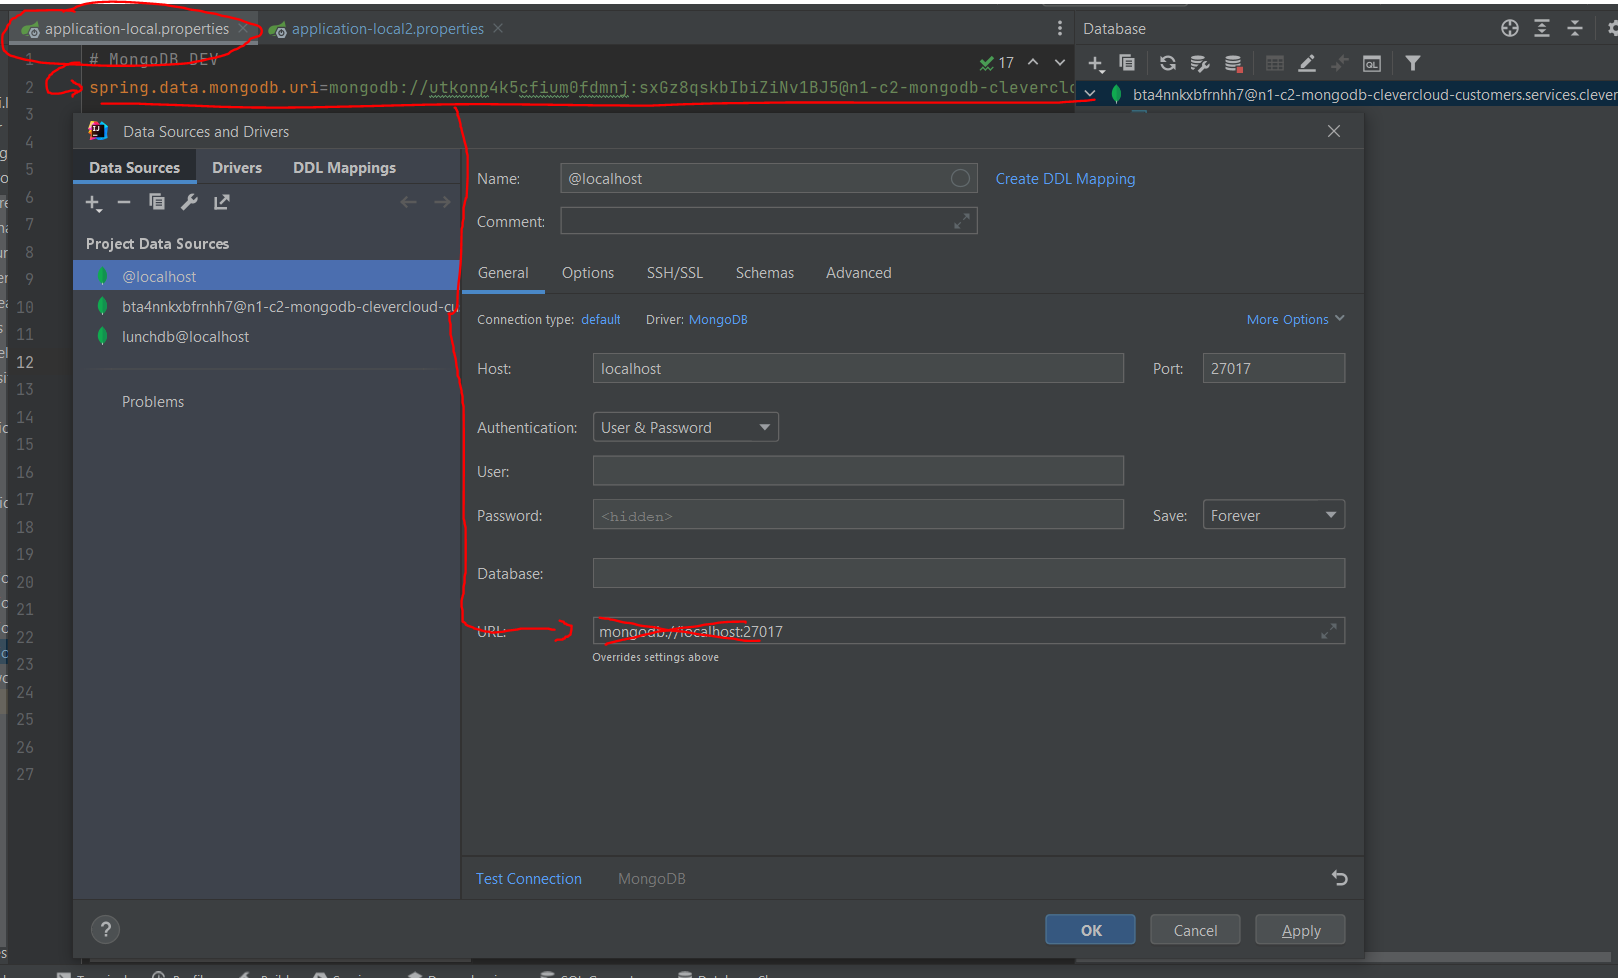 application-local.properties
application-local2.properties
Database
1 # MongoDB DEV
17
2 spring.data.mongodb.uri=mongodb://utkonp4k5cfium0fdmnj:sxGz8qskbIbiZiNv1BJ5@n1-c2-mongodb-clevercl
bta4nnkxbfrnhh7@n1-c2-mongodb-clevercloud-customers.services.clever
3
Data Sources and Drivers
4
Data Sources Drivers DDL Mappings
5
Name: @localhost Create DDL Mapping
6
7
Comment:
Project Data Sources
8
General Options SSH/SSL Schemas Advanced
9
@localhost
10
bta4nnkxbfrnhh7@n1-c2-mongodb-clevercloud-cu
Connection type: default Driver: MongoDB More Options
11
lunchdb@localhost
12
Host: localhost Port: 27017
13
Problems
14
Authentication: User & Password
15
16
User:
17
Password: <hidden> Save: Forever
18
19
20
Database:
21
22
URL: mongodb://localhost:27017
Overrides settings above
23
24
25
26
27
Test Connection MongoDB
? OK Cancel Apply